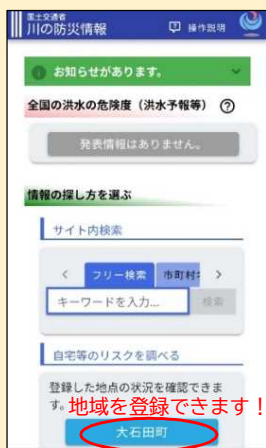 国土交通省
川の防災情報
操作説明
お知らせがあります。
全国の洪水の危険度（洪水予報等）
発表情報はありません。
情報の探し方を選ぶ
サイト内検索
フリー検索
市町村
キーワードを入力...
検索
自宅等のリスクを調べる
登録した地点の状況を確認できま
す。地域を登録できます！
大石田町